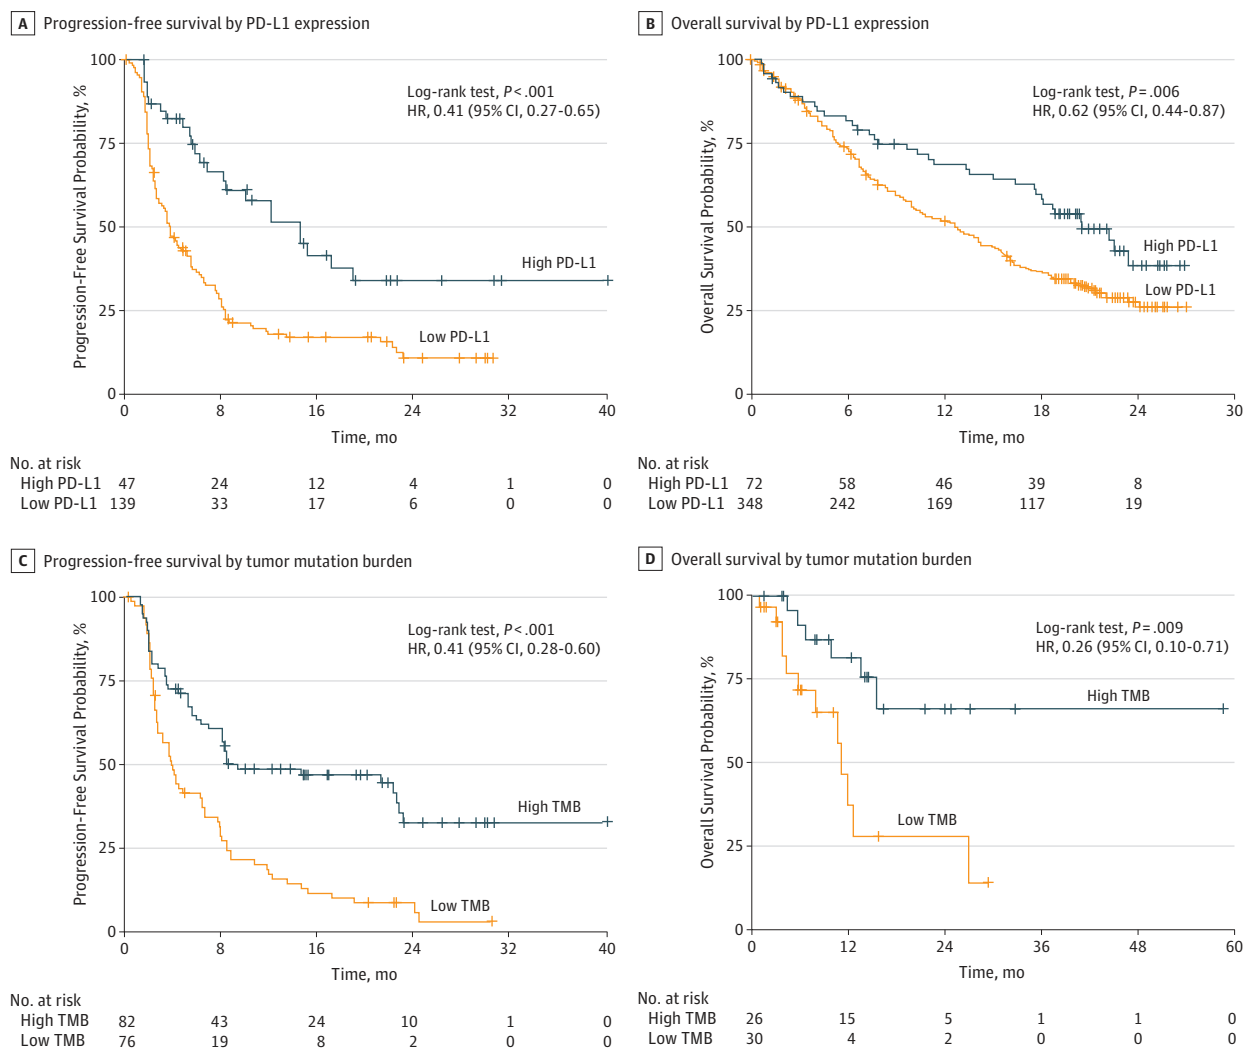 A Progression-free survival by PD-L1 expression
100
75
50
25
0
Progression-Free Survival Probability, %
Log-rank test, P<.001
HR, 0.41 (95% CI, 0.27-0.65)
High PD-L1
Low PD-L1
0 8 16 24 32 40
Time, mo
No. at risk
High PD-L1 47 24 12 4 1 0
Low PD-L1 139 33 17 6 0 0
B Overall survival by PD-L1 expression
100
75
50
25
0
Overall Survival Probability, %
Log-rank test, P=.006
HR, 0.62 (95% CI, 0.44-0.87)
High PD-L1
Low PD-L1
0 6 12 18 24 30
Time, mo
No. at risk
High PD-L1 72 58 46 39 8
Low PD-L1 348 242 169 117 19
C Progression-free survival by tumor mutation burden
100
75
50
25
0
Progression-Free Survival Probability, %
Log-rank test, P<.001
HR, 0.41 (95% CI, 0.28-0.60)
High TMB
Low TMB
0 8 16 24 32 40
Time, mo
No. at risk
High TMB 82 43 24 10 1 0
Low TMB 76 19 8 2 0 0
D Overall survival by tumor mutation burden
100
75
50
25
0
Overall Survival Probability, %
Log-rank test, P=.009
HR, 0.26 (95% CI, 0.10-0.71)
High TMB
Low TMB
0 12 24 36 48 60
Time, mo
No. at risk
High TMB 26 15 5 1 1 0
Low TMB 30 4 2 0 0 0